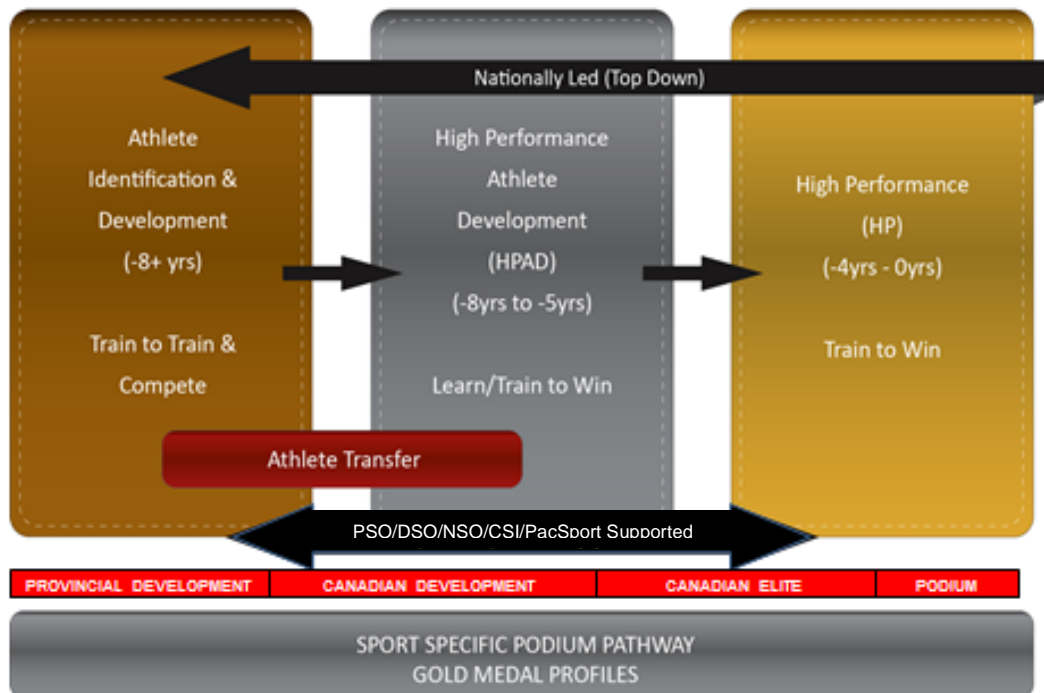 Nationally Led (Top Down)
Athlete
Identification &
Development
(-8+ yrs)
Train to Train &
Compete
High Performance
Athlete
Development
(HPAD)
(-8yrs to -5yrs)
Learn/Train to Win
High Performance
(HP)
(-4yrs - 0yrs)
Train to Win
Athlete Transfer
PSO/DSO/NSO/CSI/PacSport Supported
PROVINCIAL DEVELOPMENT
CANADIAN DEVELOPMENT
CANADIAN ELITE
PODIUM
SPORT SPECIFIC PODIUM PATHWAY
GOLD MEDAL PROFILES